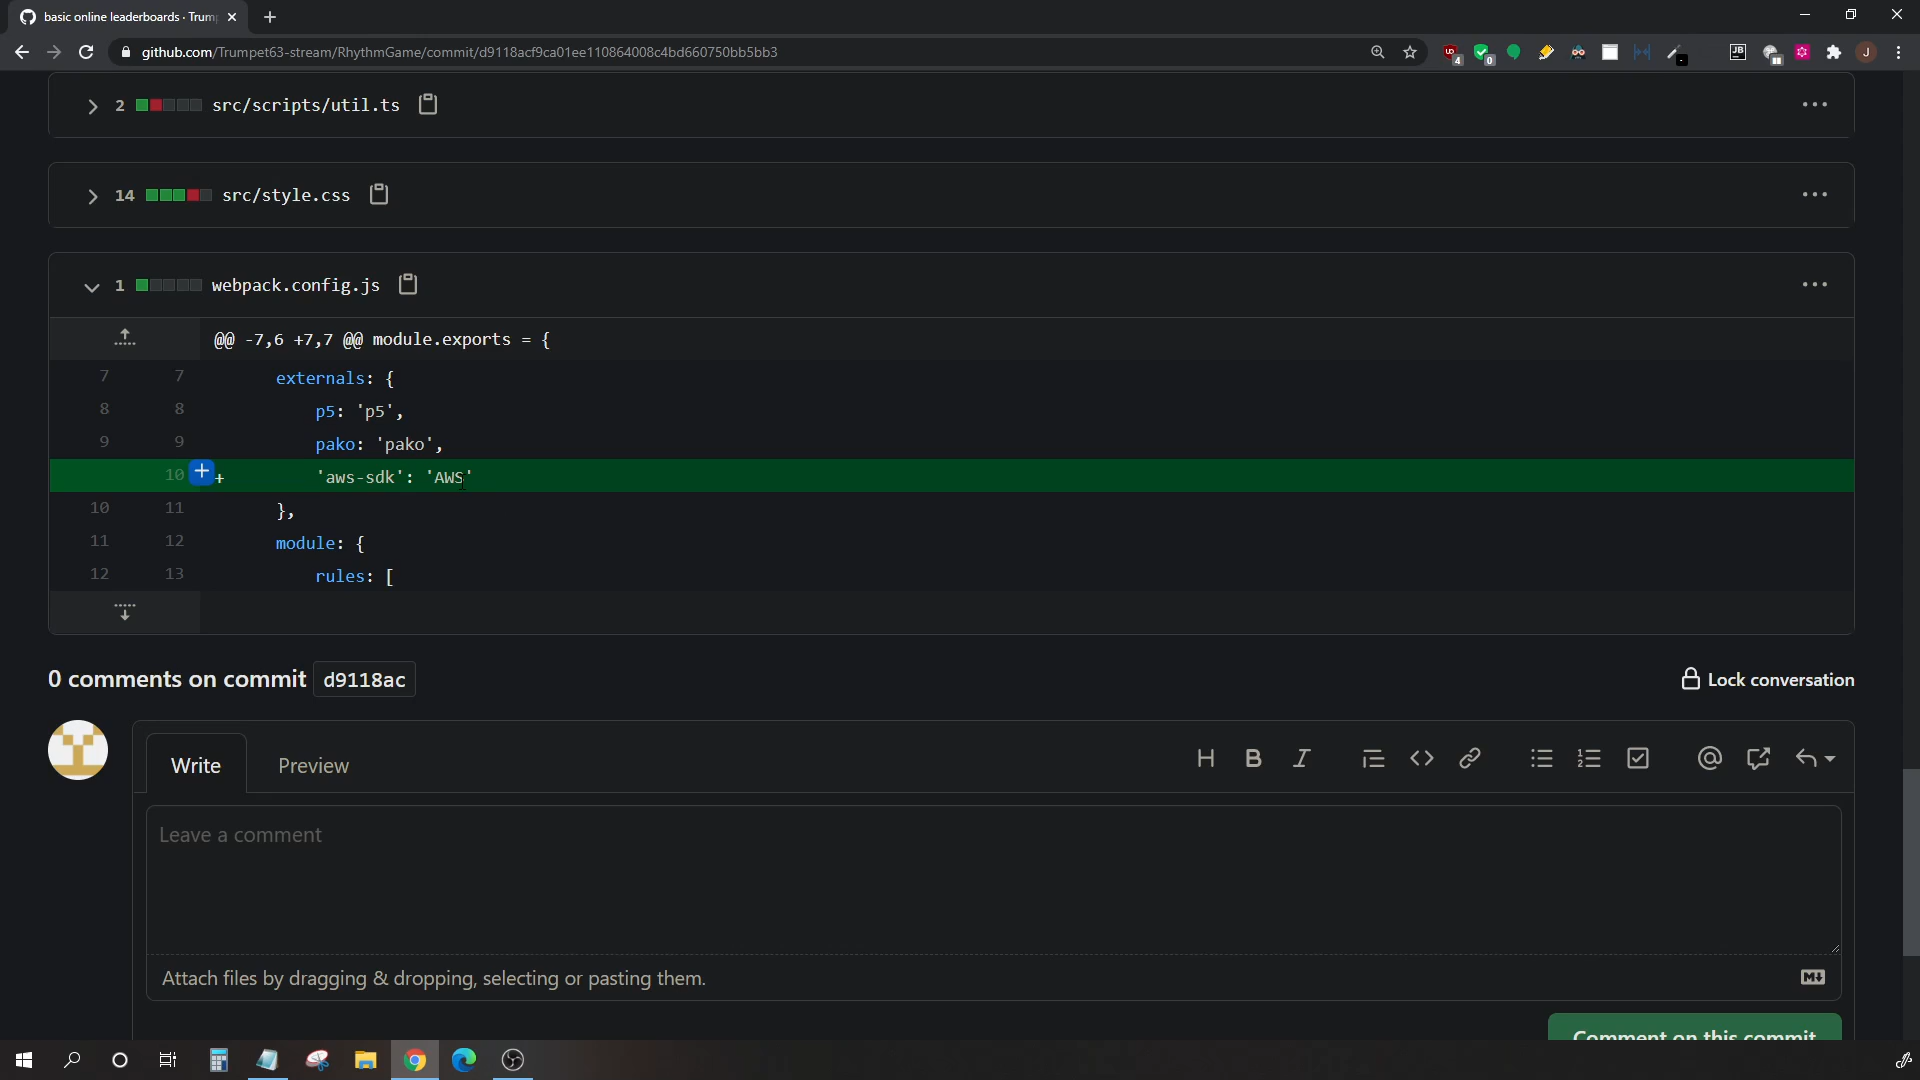 basic online leaderboards · Trump
github.com/Trumpet63-stream/RhythmGame/commit/d9118acf9ca01ee110864008c4bd660750bb5bb3
2 src/scripts/util.ts
14 src/style.css
1 webpack.config.js
@@ -7,6 +7,7 @@ module.exports = {
7 7 externals: {
8 8 p5: 'p5',
9 9 pako: 'pako',
10 + 'aws-sdk': 'AWS'
10 11 },
11 12 module: {
12 13 rules: [
0 comments on commit d9118ac
Lock conversation
Write Preview
Leave a comment
Attach files by dragging & dropping, selecting or pasting them.
Comment on this commit